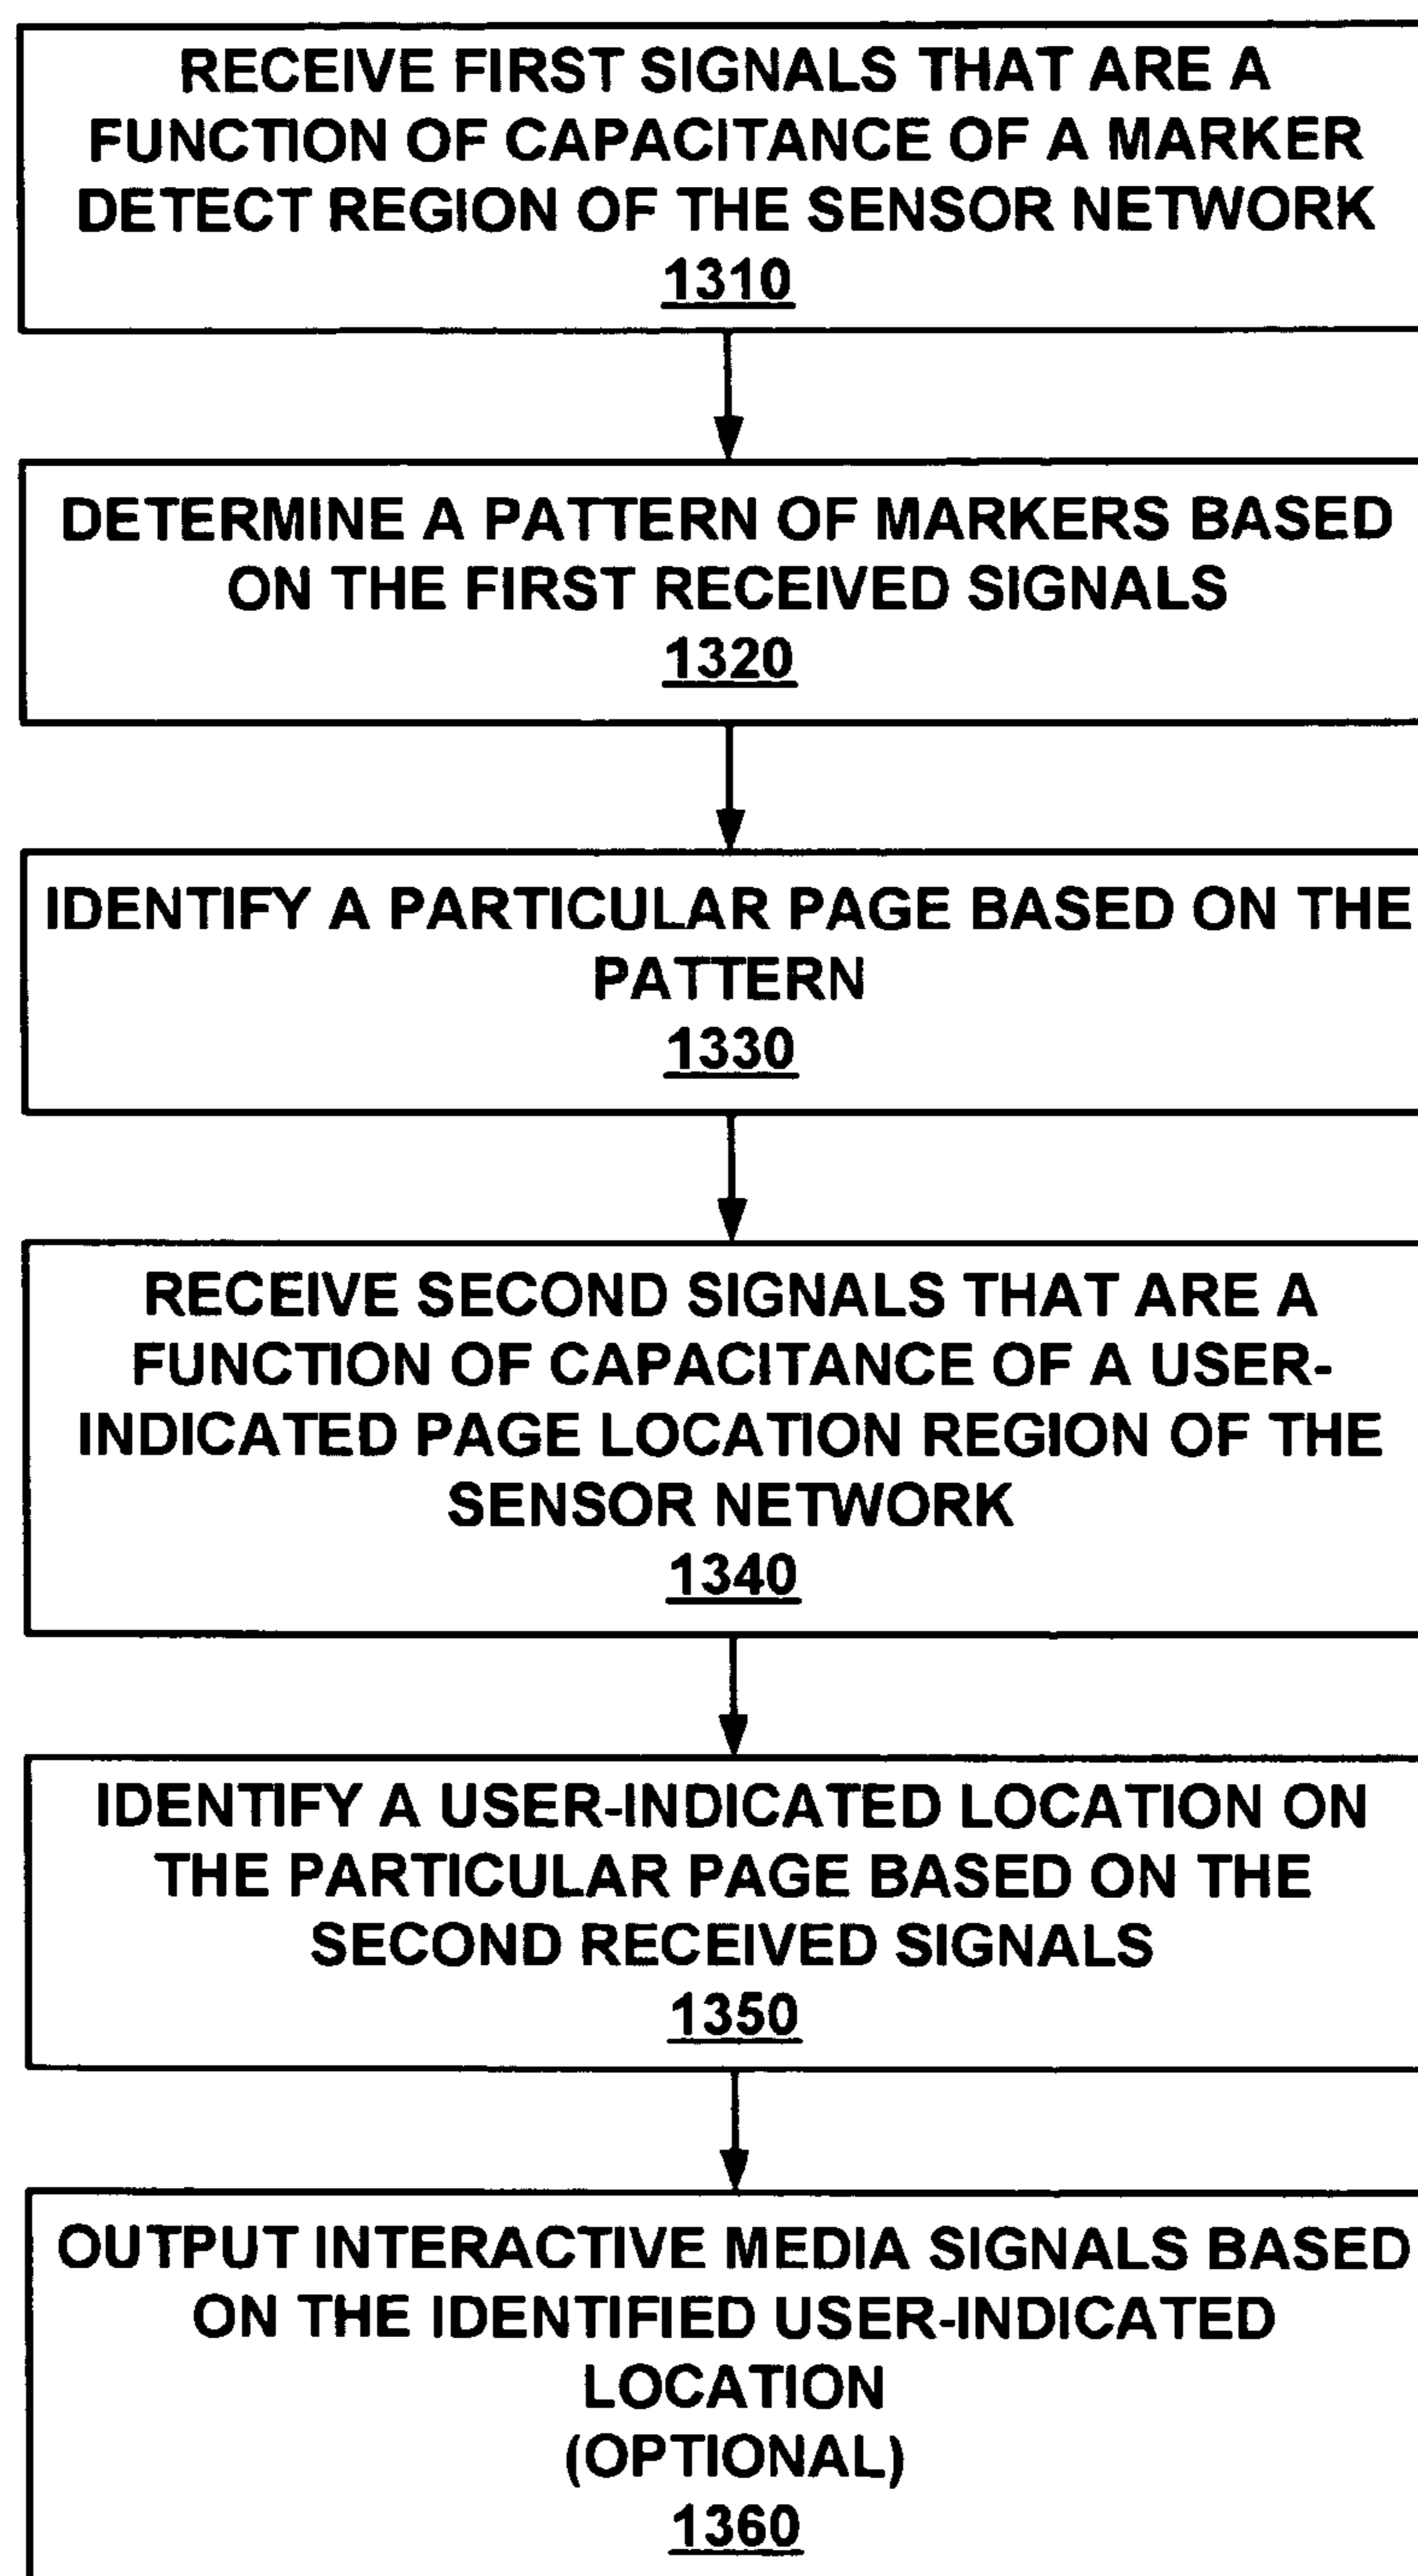 RECEIVE FIRST SIGNALS THAT ARE A
FUNCTION OF CAPACITANCE OF A MARKER
DETECT REGION OF THE SENSOR NETWORK
1310
DETERMINE A PATTERN OF MARKERS BASED
ON THE FIRST RECEIVED SIGNALS
1320
IDENTIFY A PARTICULAR PAGE BASED ON THE
PATTERN
1330
RECEIVE SECOND SIGNALS THAT ARE A
FUNCTION OF CAPACITANCE OF A USER-
INDICATED PAGE LOCATION REGION OF THE
SENSOR NETWORK
1340
IDENTIFY A USER-INDICATED LOCATION ON
THE PARTICULAR PAGE BASED ON THE
SECOND RECEIVED SIGNALS
1350
OUTPUT INTERACTIVE MEDIA SIGNALS BASED
ON THE IDENTIFIED USER-INDICATED
LOCATION
(OPTIONAL)
1360